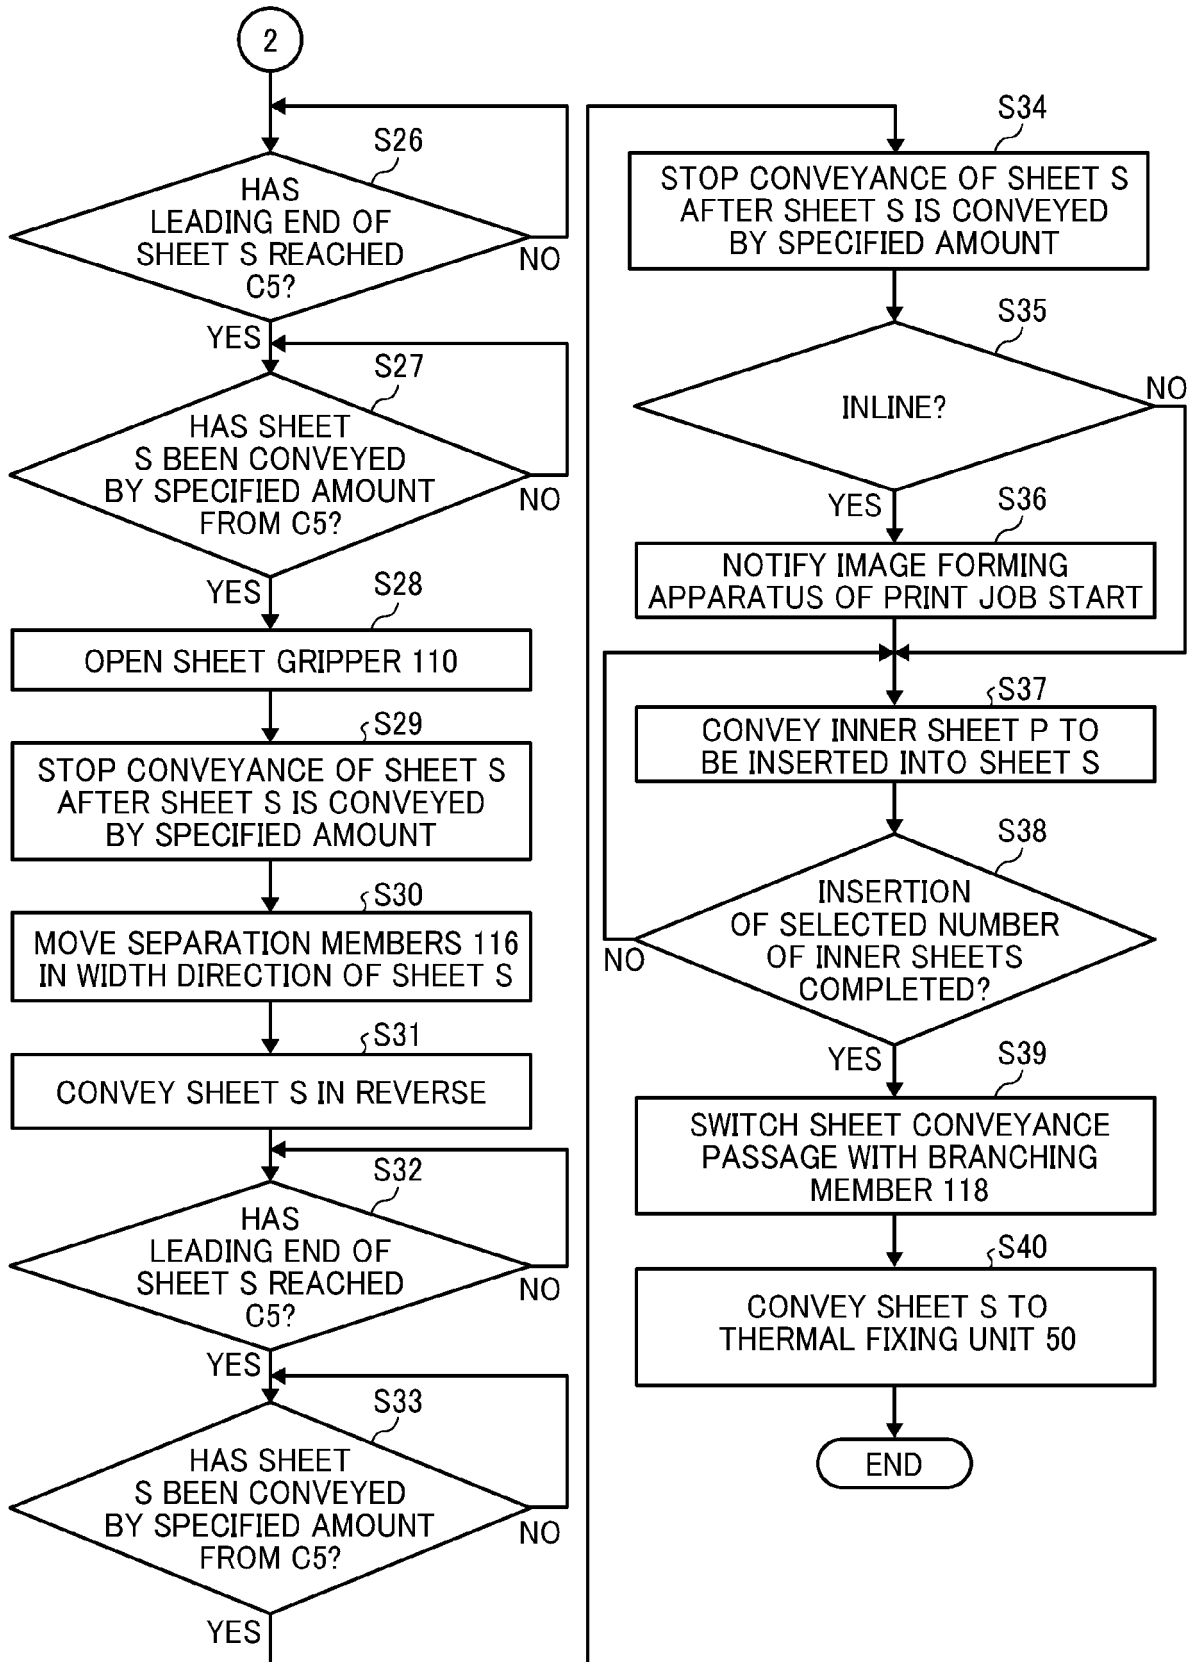 2
S26
HAS
LEADING END OF
SHEET S REACHED
C5?
NO
YES
S27
HAS SHEET
S BEEN CONVEYED
BY SPECIFIED AMOUNT
FROM C5?
NO
YES
S28
OPEN SHEET GRIPPER 110
S29
STOP CONVEYANCE OF SHEET S
AFTER SHEET S IS CONVEYED
BY SPECIFIED AMOUNT
S30
MOVE SEPARATION MEMBERS 116
IN WIDTH DIRECTION OF SHEET S
S31
CONVEY SHEET S IN REVERSE
S32
HAS
LEADING END OF
SHEET S REACHED
C5?
NO
YES
S33
HAS SHEET
S BEEN CONVEYED
BY SPECIFIED AMOUNT
FROM C5?
NO
YES
S34
STOP CONVEYANCE OF SHEET S
AFTER SHEET S IS CONVEYED
BY SPECIFIED AMOUNT
S35
INLINE?
NO
YES
S36
NOTIFY IMAGE FORMING
APPARATUS OF PRINT JOB START
S37
CONVEY INNER SHEET P TO
BE INSERTED INTO SHEET S
S38
INSERTION
OF SELECTED NUMBER
OF INNER SHEETS
COMPLETED?
NO
YES
S39
SWITCH SHEET CONVEYANCE
PASSAGE WITH BRANCHING
MEMBER 118
S40
CONVEY SHEET S TO
THERMAL FIXING UNIT 50
END